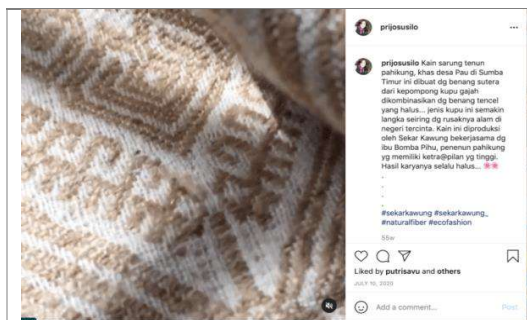 prijosusilo
prijosusilo Kain sarung tenun
pahikung, khas desa Pau di Sumba
Timur ini dibuat dg benang sutera
dari kepompong kupu gajah
dikombinasikan dg benang tencel
yang halus... jenis kupu ini semakin
langka seiring dg rusaknya alam di
negeri tercinta. Kain ini diproduksi
oleh Sekar Kawung bekerjasama dg
ibu Bomba Pihu, penenun pahikung
yg memiliki ketra@pilan yg tinggi.
Hasil karyanya selalu halus... 🌸🌸
.
.
.
.
#sekarkawung #sekarkawung_
#naturalfiber #ecofashion
55w
Liked by putrisavu and others
JULY 10, 2020
Add a comment...
Post